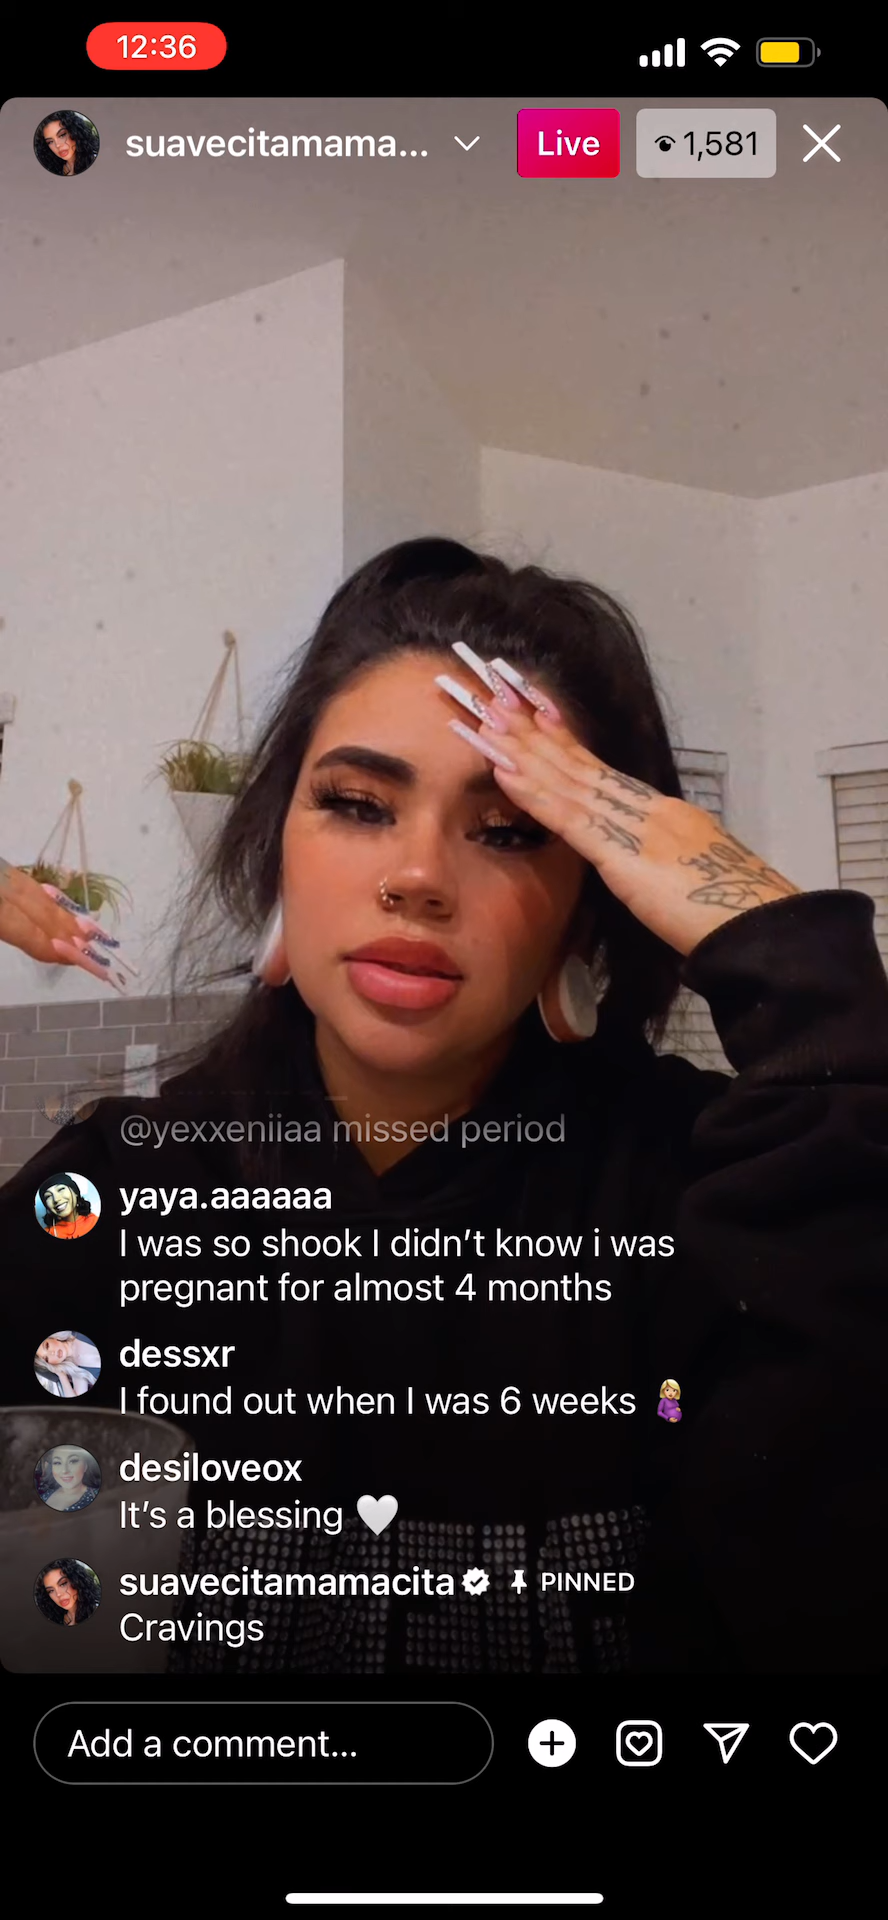 12:36
suavecitamama...
Live
1,581
@yexxeniiaa missed period
yaya.aaaaaa
I was so shook I didn’t know i was
pregnant for almost 4 months
dessxr
I found out when I was 6 weeks 🤰🏼
desiloveox
It’s a blessing 🤍
suavecitamamacita PINNED
Cravings
Add a comment...